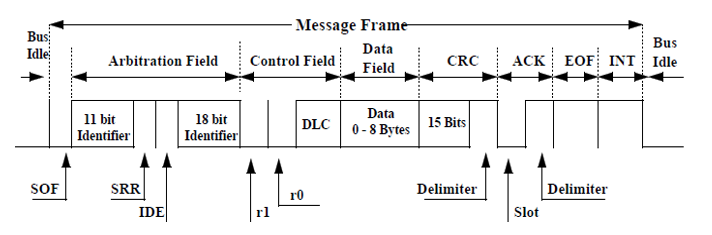 Message Frame
Bus
Idle
Arbitration Field
Control Field
Data
Field
CRC
ACK
EOF
INT
Bus
Idle
11 bit
Identifier
18 bit
Identifier
DLC
Data
0 - 8 Bytes
15 Bits
SOF
SRR
IDE
r1
r0
Delimiter
Slot
Delimiter